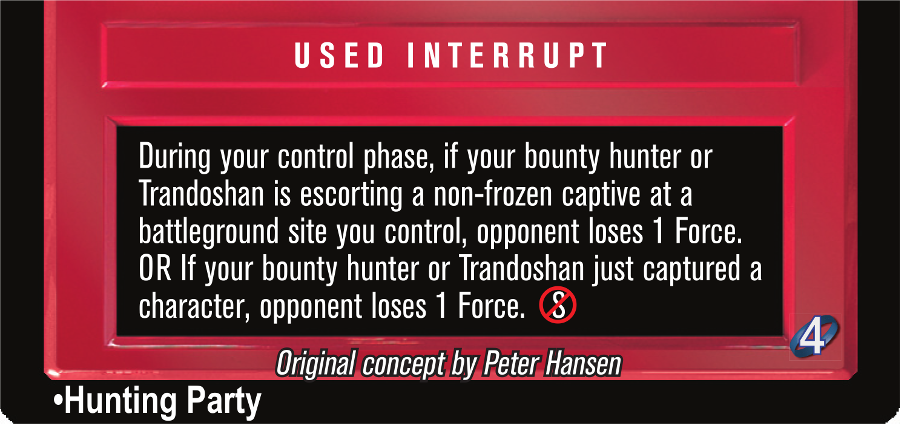 USED INTERRUPT
During your control phase, if your bounty hunter or
Trandoshan is escorting a non-frozen captive at a
battleground site you control, opponent loses 1 Force.
OR If your bounty hunter or Trandoshan just captured a
character, opponent loses 1 Force. 8
4
Original concept by Peter Hansen
•Hunting Party